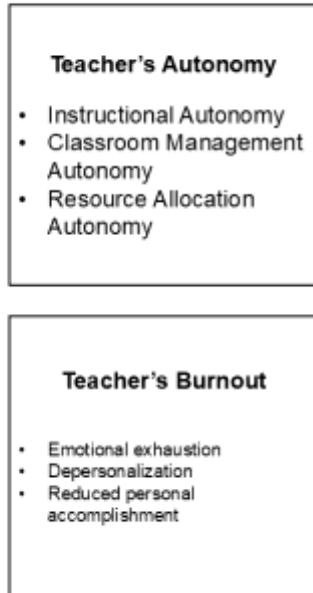 Teacher's Autonomy
• Instructional Autonomy
• Classroom Management
Autonomy
• Resource Allocation
Autonomy
Teacher's Burnout
• Emotional exhaustion
• Depersonalization
• Reduced personal
accomplishment